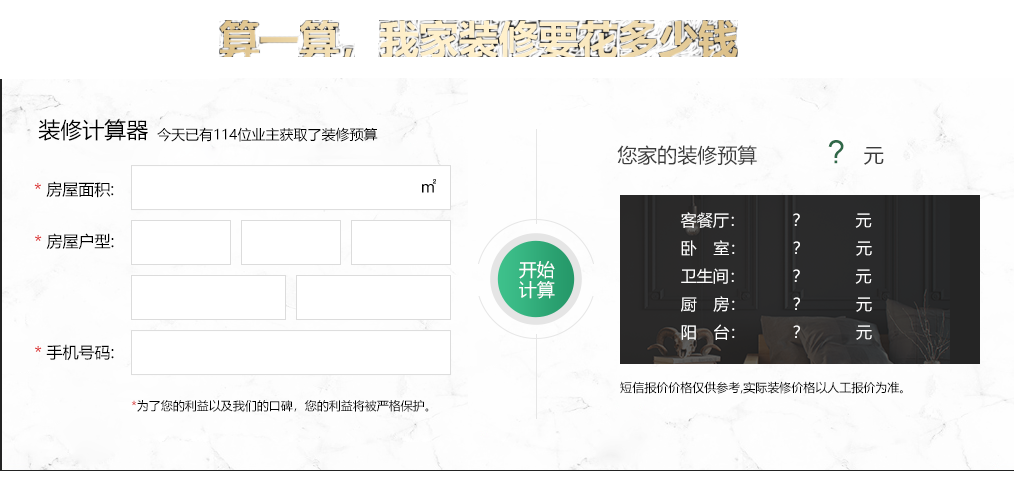 算一算，我家装修要花多少钱
装修计算器 今天已有114位业主获取了装修预算
* 房屋面积: ㎡
* 房屋户型:
* 手机号码:
*为了您的利益以及我们的口碑，您的利益将被严格保护。
开始
计算
您家的装修预算 ? 元
客餐厅： ? 元
卧 室： ? 元
卫生间： ? 元
厨 房： ? 元
阳 台： ? 元
短信报价价格仅供参考,实际装修价格以人工报价为准。